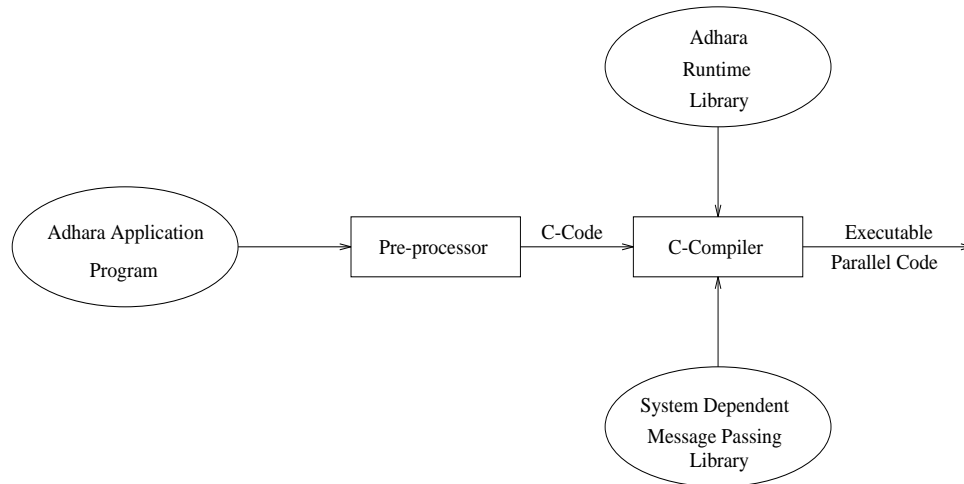 Adhara
Runtime
Library
Adhara Application
Program
Pre-processor
C-Code
C-Compiler
Executable
Parallel Code
System Dependent
Message Passing
Library